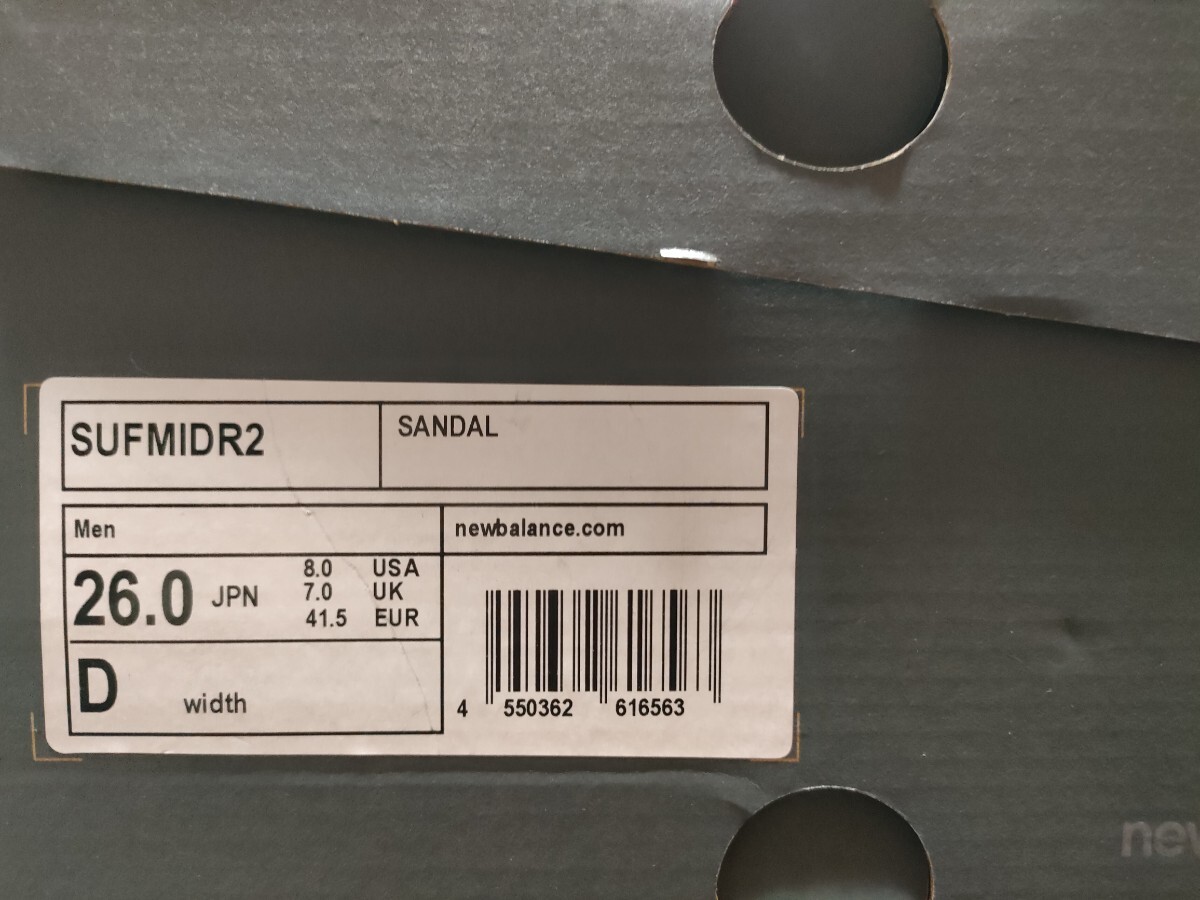 SUFMIDR2
SANDAL
Men
newbalance.com
26.0 JPN
8.0 USA
7.0 UK
41.5 EUR
D width
4 550362 616563
new